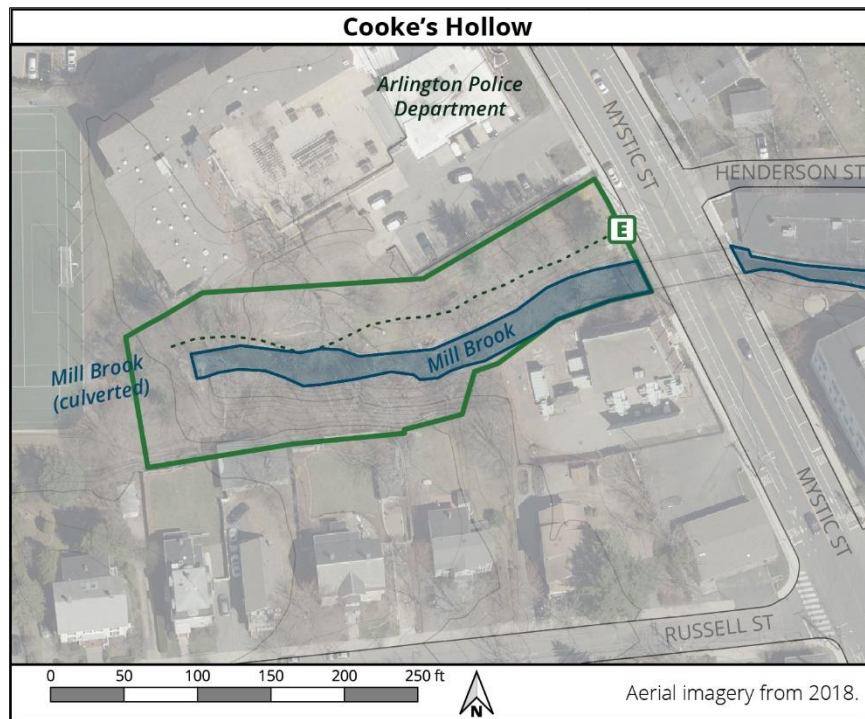 Cooke's Hollow
Arlington Police
Department
MYSTIC ST
HENDERSON ST
E
Mill Brook
Mill Brook
(culverted)
MYSTIC ST
RUSSELL ST
0 50 100 150 200 250 ft
N
Aerial imagery from 2018.